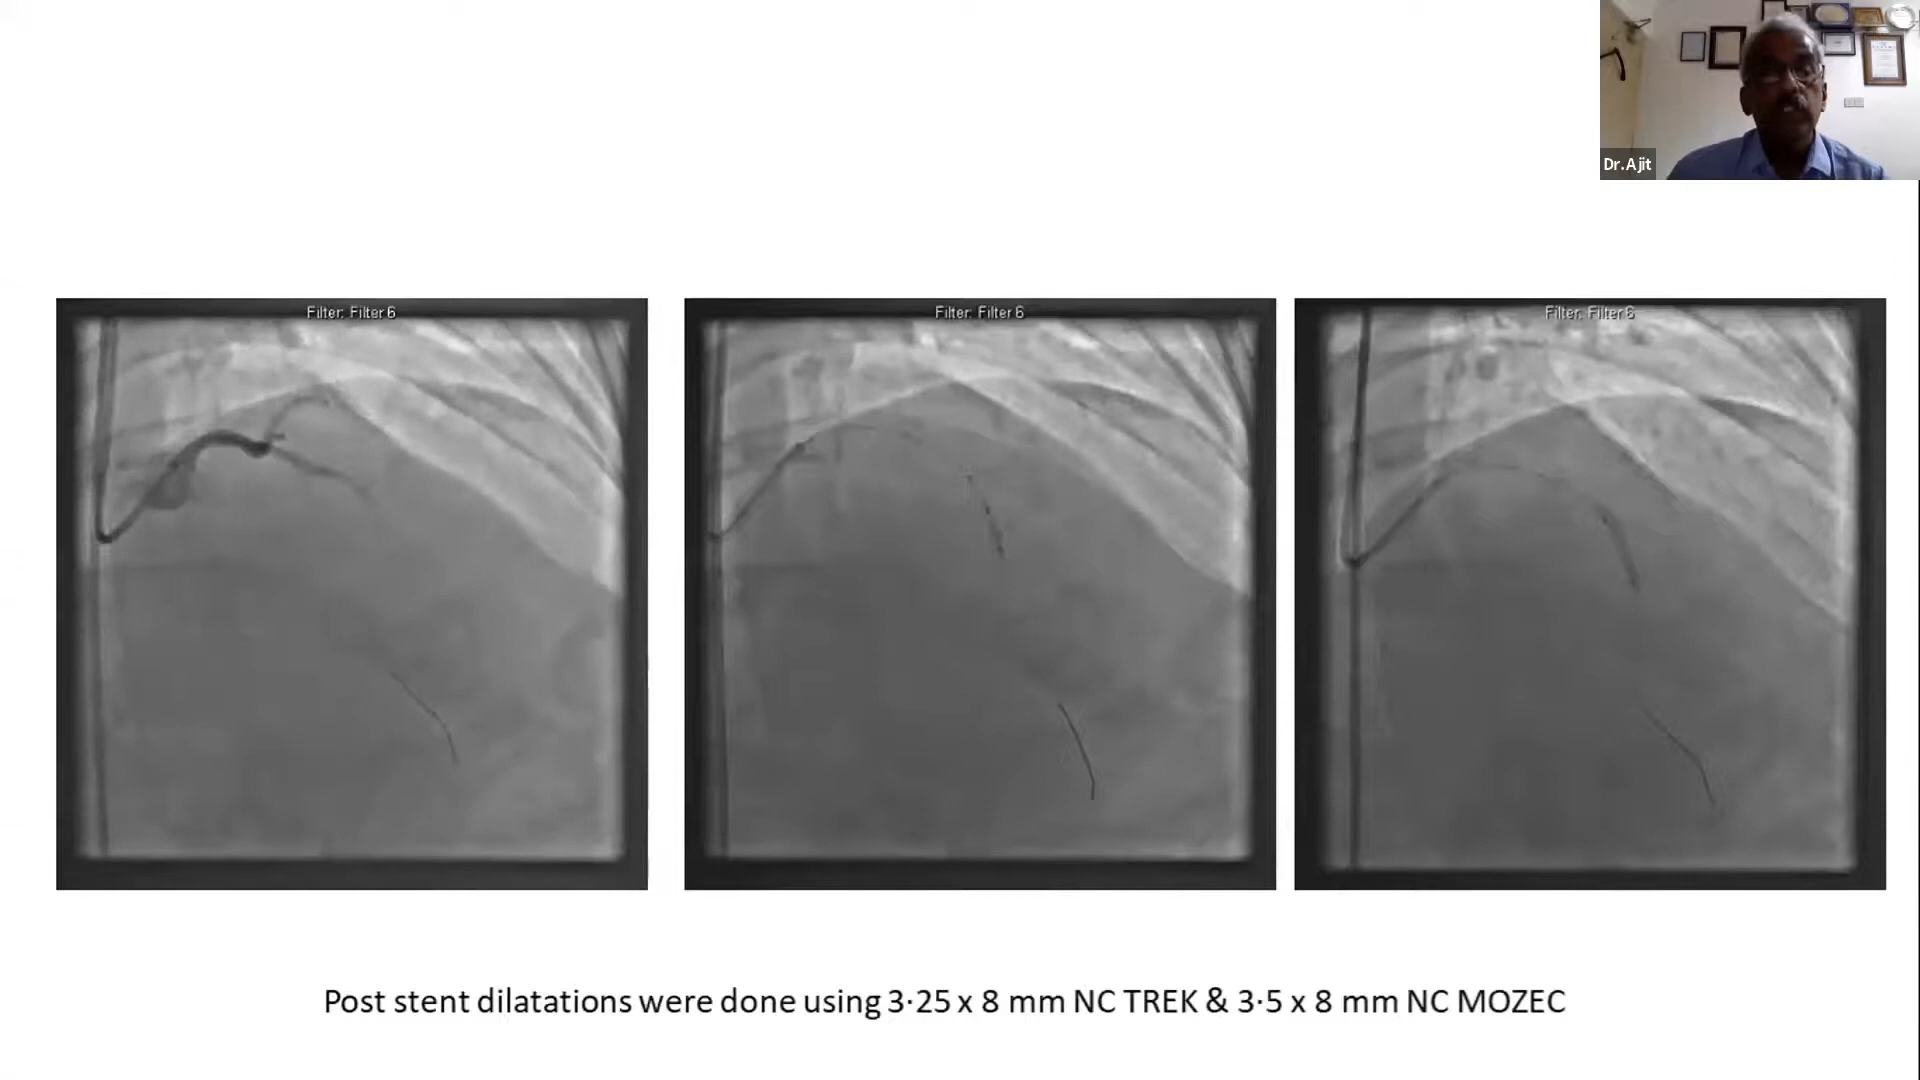 Dr.Ajit
Filter: Filter 6
Filter: Filter 6
Filter: Filter 6
Post stent dilatations were done using 3·25 x 8 mm NC TREK & 3·5 x 8 mm NC MOZEC